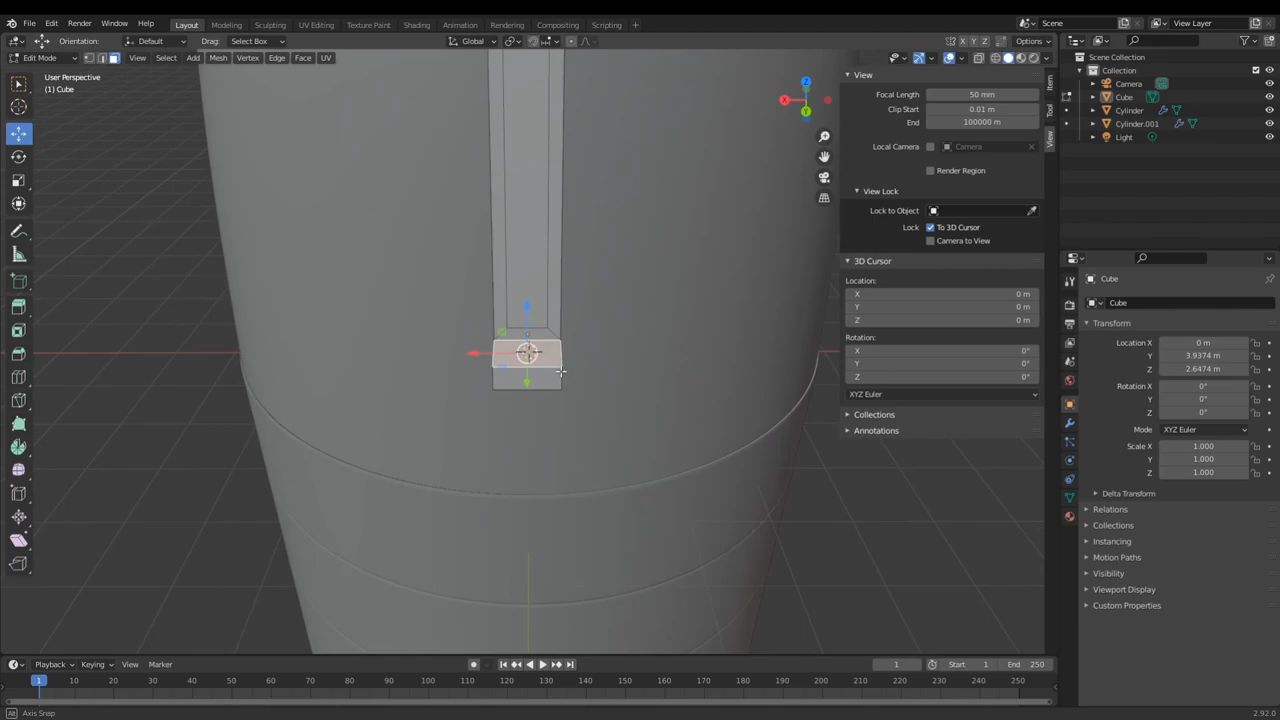 File Edit Render Window Help Layout Modeling Sculpting UV Editing Texture Paint Shading Animation Rendering Compositing Scripting + Scene View Layer
Orientation: Default Drag: Select Box Global X Y Z Options
Edit Mode View Select Add Mesh Vertex Edge Face UV
User Perspective
(1) Cube
Z
X
Y
View
Focal Length 50 mm
Clip Start 0.01 m
End 100000 m
Local Camera Camera
Render Region
View Lock
Lock to Object
Lock To 3D Cursor
Camera to View
3D Cursor
Location:
X 0 m
Y 0 m
Z 0 m
Rotation:
X 0°
Y 0°
Z 0°
XYZ Euler
Collections
Annotations
Item
Tool
View
Scene Collection
Collection
Camera
Cube
Cylinder
Cylinder.001
Light
Cube
Cube
Transform
Location X 0 m
Y 3.9374 m
Z 2.6474 m
Rotation X 0°
Y 0°
Z 0°
Mode XYZ Euler
Scale X 1.000
Y 1.000
Z 1.000
Delta Transform
Relations
Collections
Instancing
Motion Paths
Visibility
Viewport Display
Custom Properties
Playback Keying View Marker 1 Start 1 End 250
1 10 20 30 40 50 60 70 80 90 100 110 120 130 140 150 160 170 180 190 200 210 220 230 240 250
Axis Snap 2.92.0